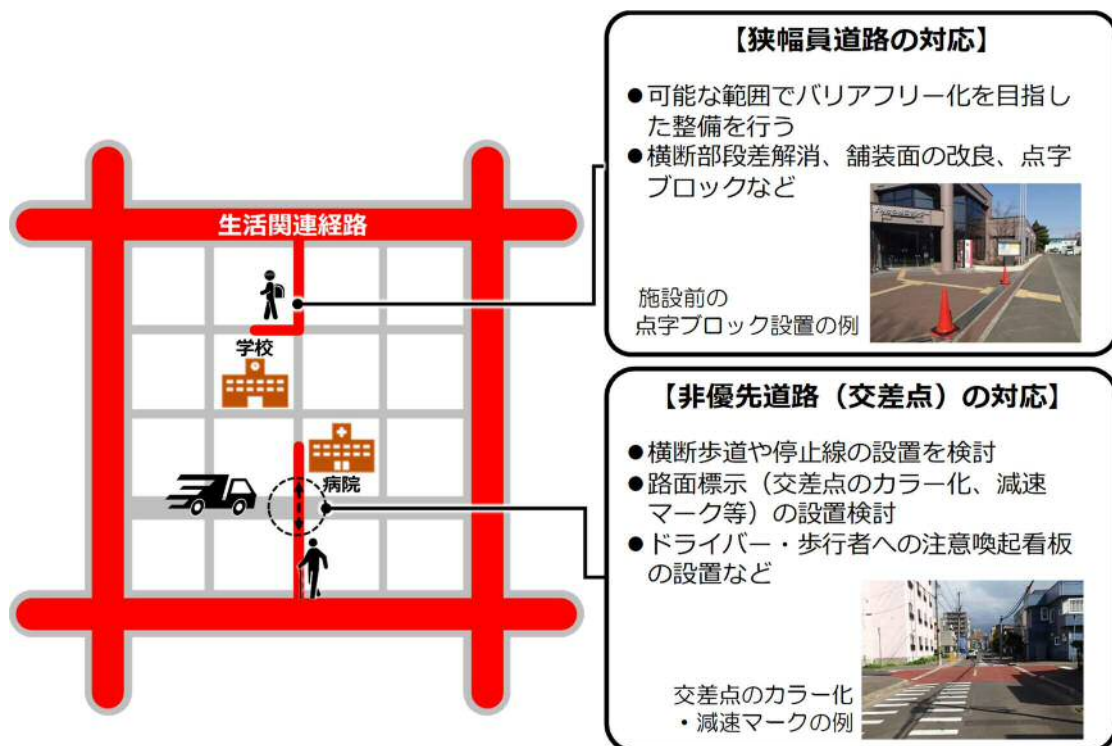 【狭幅員道路の対応】
●可能な範囲でバリアフリー化を目指し
た整備を行う
●横断部段差解消、舗装面の改良、点字
ブロックなど
施設前の
点字ブロック設置の例
生活関連経路
学校
病院
【非優先道路（交差点）の対応】
●横断歩道や停止線の設置を検討
●路面標示（交差点のカラー化、減速
マーク等）の設置検討
●ドライバー・歩行者への注意喚起看板
の設置など
交差点のカラー化
・減速マークの例